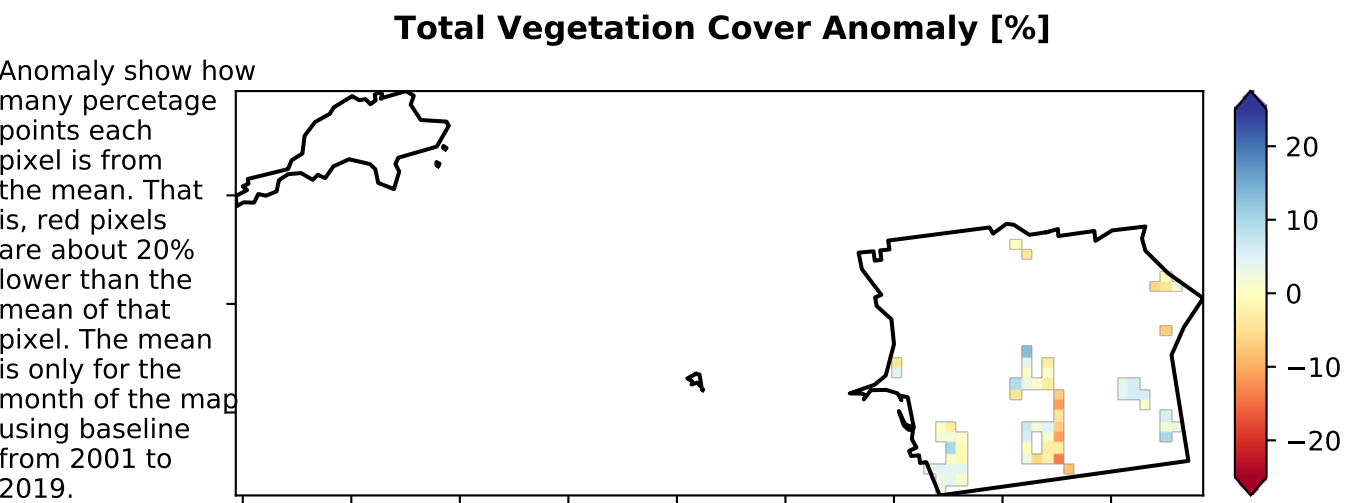 Total Vegetation Cover Anomaly [%]
Anomaly show how
many percetage
points each
pixel is from
the mean. That
is, red pixels
are about 20%
lower than the
mean of that
pixel. The mean
is only for the
month of the map
using baseline
from 2001 to
2019.
20
10
0
−10
−20